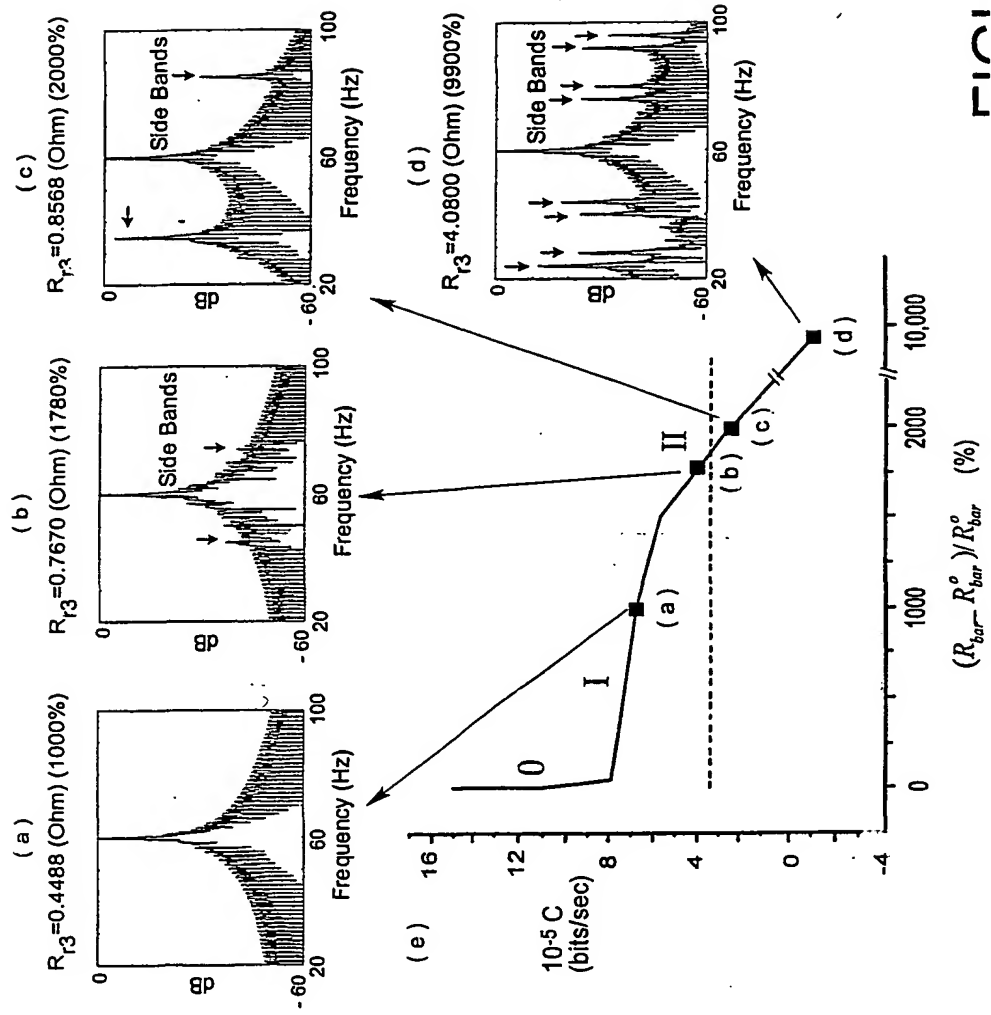 ( a )
R_r3=0.4488 (Ohm) (1000%)
0
dB
- 60
20
60
100
Frequency (Hz)
( b )
R_r3=0.7670 (Ohm) (1780%)
0
- 60
Side Bands
20
60
100
Frequency (Hz)
( c )
R_r3=0.8568 (Ohm) (2000%)
0
dB
- 60
Side Bands
20
60
100
Frequency (Hz)
( d )
R_r3=4.0800 (Ohm) (9900%)
0
dB
-60
Side Bands
20
60
100
Frequency (Hz)
( e )
10^-5 C
(bits/sec)
16
12
8
4
0
-4
0
I
II
( a )
( b )
( c )
( d )
0
1000
2000
10,000
(R_bar- R^o_bar )/R^o_bar (%)